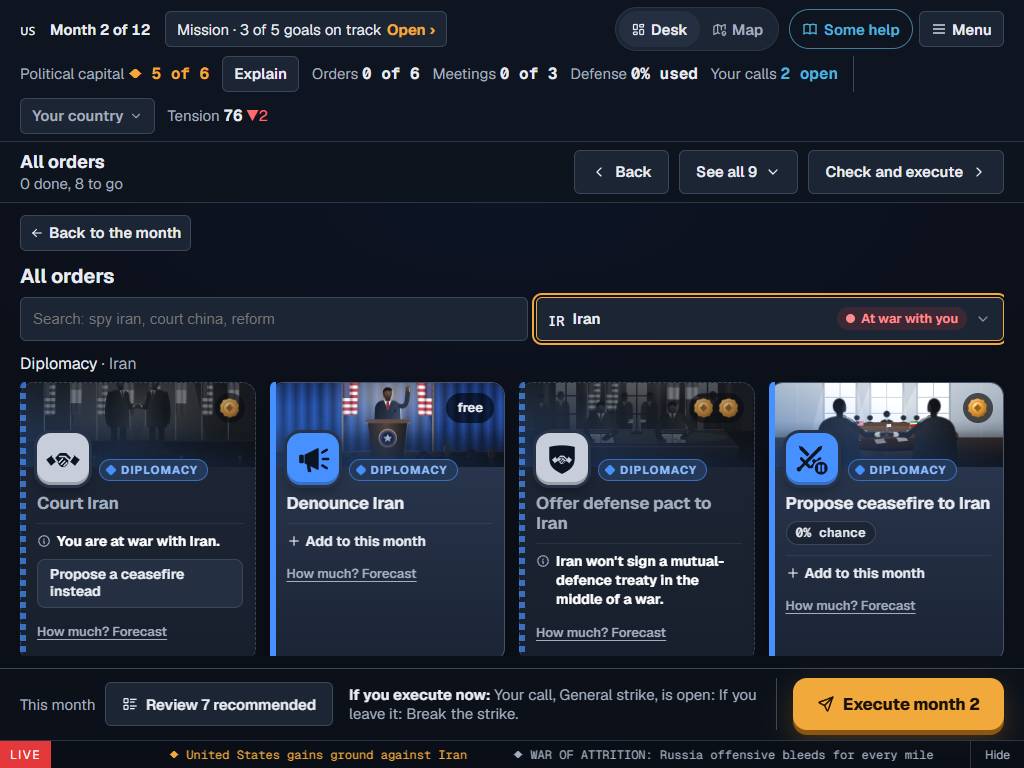 US Month 2 of 12 Mission · 3 of 5 goals on track Open › Desk Map Some help Menu
Political capital 5 of 6 Explain Orders 0 of 6 Meetings 0 of 3 Defense 0% used Your calls 2 open
Your country Tension 76 ▼2
All orders
0 done, 8 to go
Back See all 9 Check and execute
← Back to the month
All orders
Search: spy iran, court china, reform
IR Iran At war with you
Diplomacy · Iran
DIPLOMACY
Court Iran
You are at war with Iran.
Propose a ceasefire
instead
How much? Forecast
free
DIPLOMACY
Denounce Iran
+ Add to this month
How much? Forecast
DIPLOMACY
Offer defense pact to
Iran
Iran won't sign a mutual-
defense treaty in the
middle of a war.
How much? Forecast
DIPLOMACY
Propose ceasefire to Iran
0% chance
+ Add to this month
How much? Forecast
This month Review 7 recommended
If you execute now: Your call, General strike, is open: If you
leave it: Break the strike.
Execute month 2
LIVE ◆ United States gains ground against Iran ◆ WAR OF ATTRITION: Russia offensive bleeds for every mile Hide